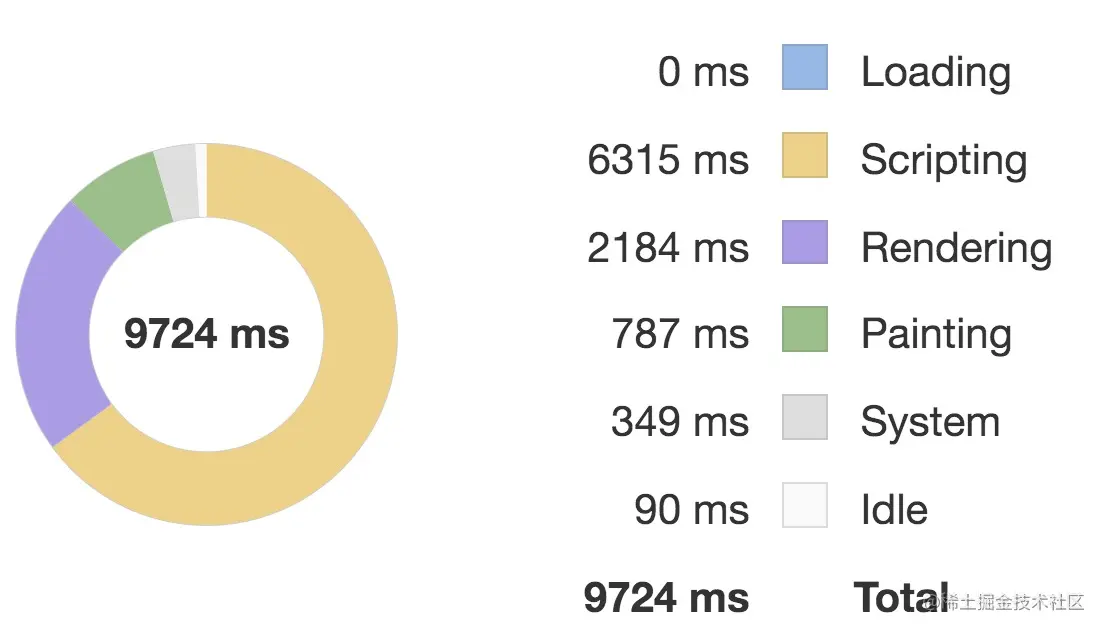 0 ms Loading
6315 ms Scripting
2184 ms Rendering
787 ms Painting
349 ms System
90 ms Idle
9724 ms Total
9724 ms
@稀土掘金技术社区